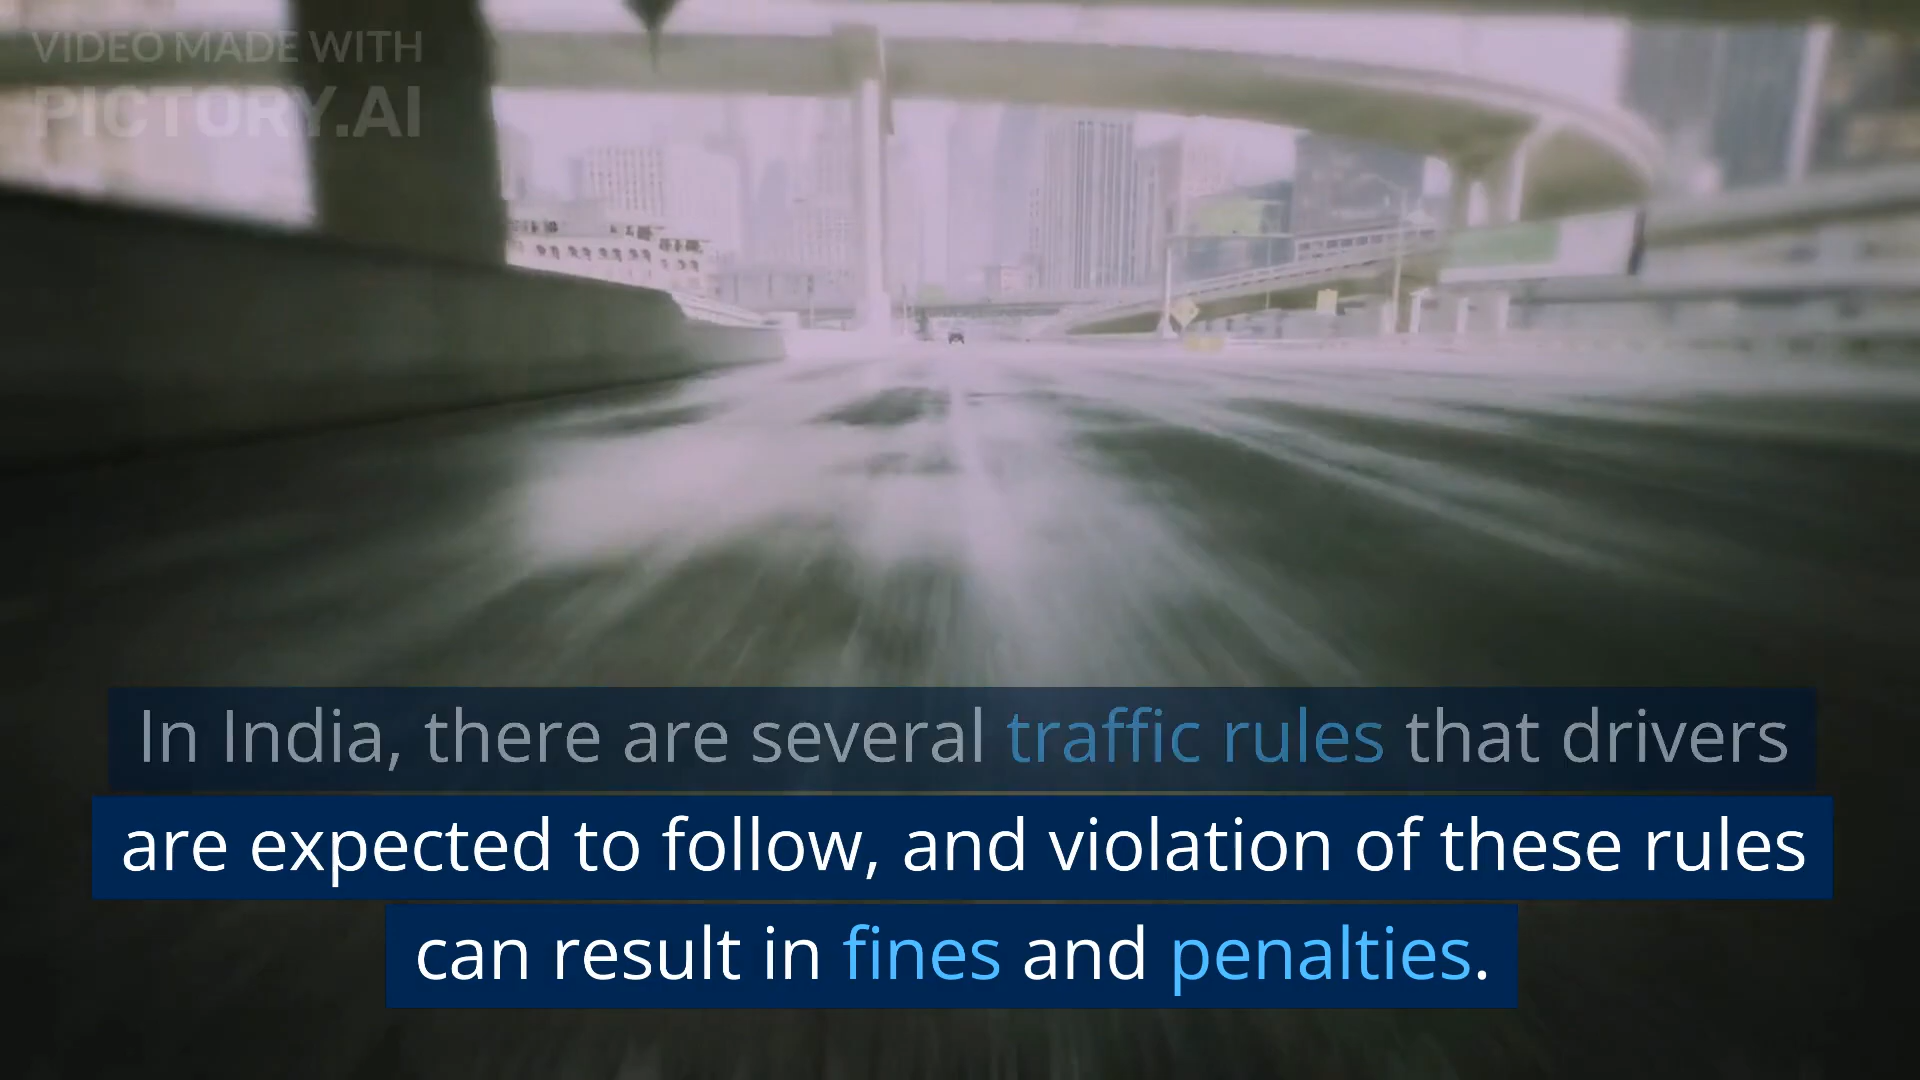 VIDEO MADE WITH
PICTORY.AI
In India, there are several traffic rules that drivers
are expected to follow, and violation of these rules
can result in fines and penalties.